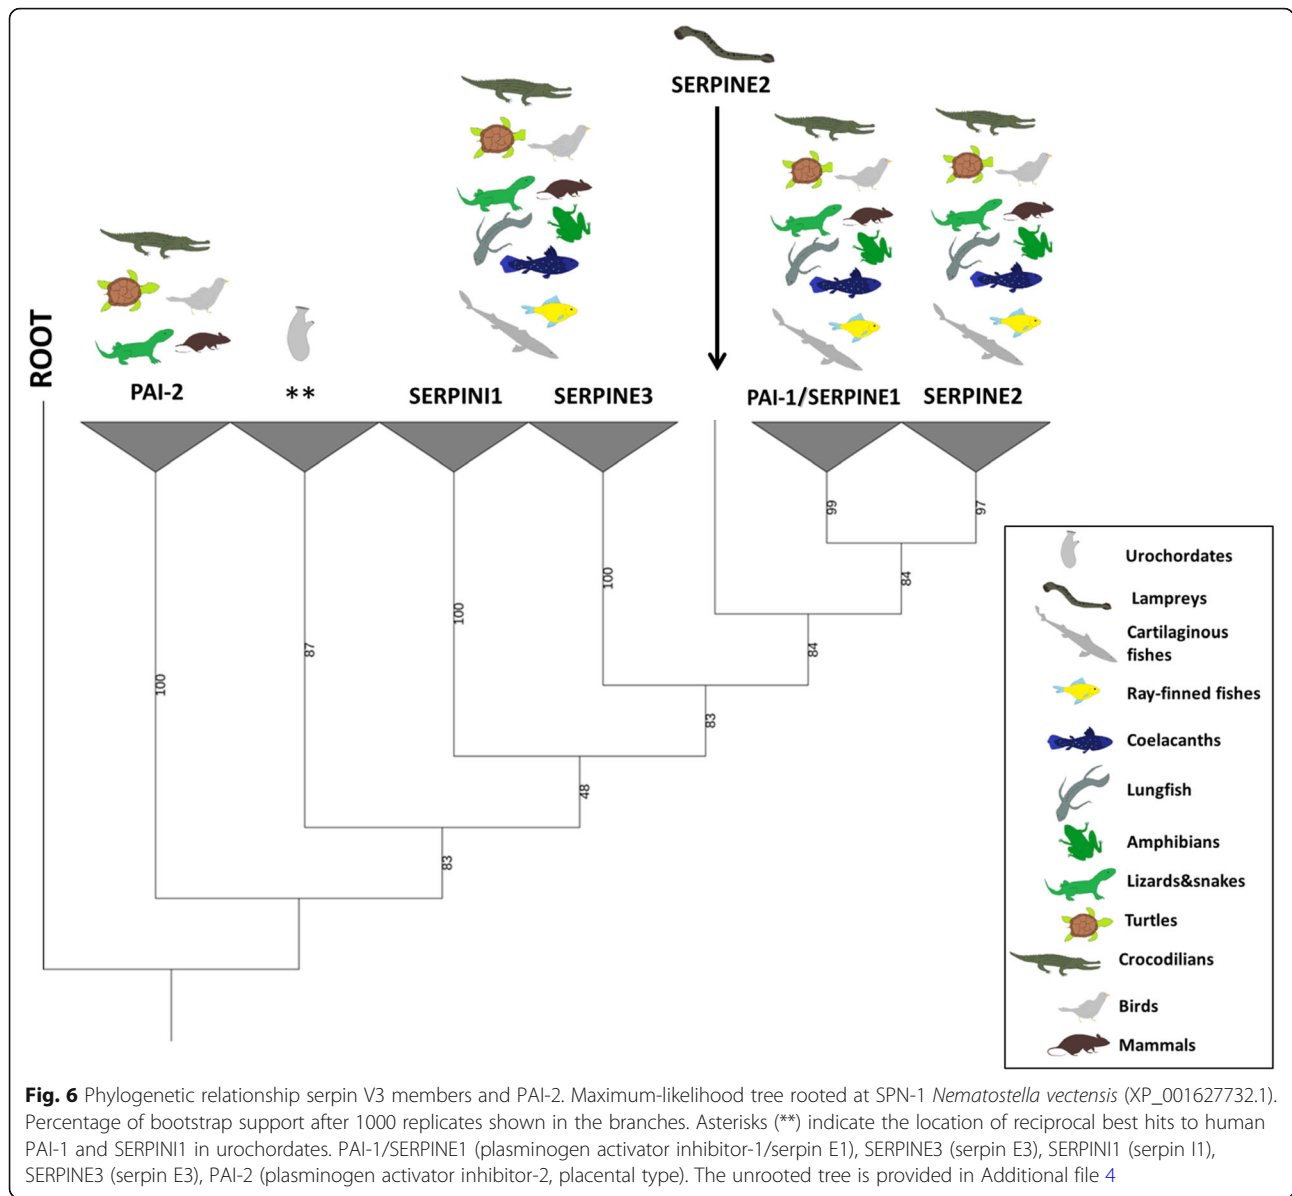 SERPINE2
ROOT
PAI-2
**
SERPINI1
SERPINE3
PAI-1/SERPINE1
SERPINE2
99
97
84
100
100
84
87
100
83
48
83
Urochordates
Lampreys
Cartilaginous
fishes
Ray-finned fishes
Coelacanths
Lungfish
Amphibians
Lizards&snakes
Turtles
Crocodilians
Birds
Mammals
Fig. 6 Phylogenetic relationship serpin V3 members and PAI-2. Maximum-likelihood tree rooted at SPN-1 Nematostella vectensis (XP_001627732.1).
Percentage of bootstrap support after 1000 replicates shown in the branches. Asterisks (**) indicate the location of reciprocal best hits to human
PAI-1 and SERPINI1 in urochordates. PAI-1/SERPINE1 (plasminogen activator inhibitor-1/serpin E1), SERPINE3 (serpin E3), SERPINI1 (serpin I1),
SERPINE3 (serpin E3), PAI-2 (plasminogen activator inhibitor-2, placental type). The unrooted tree is provided in Additional file 4